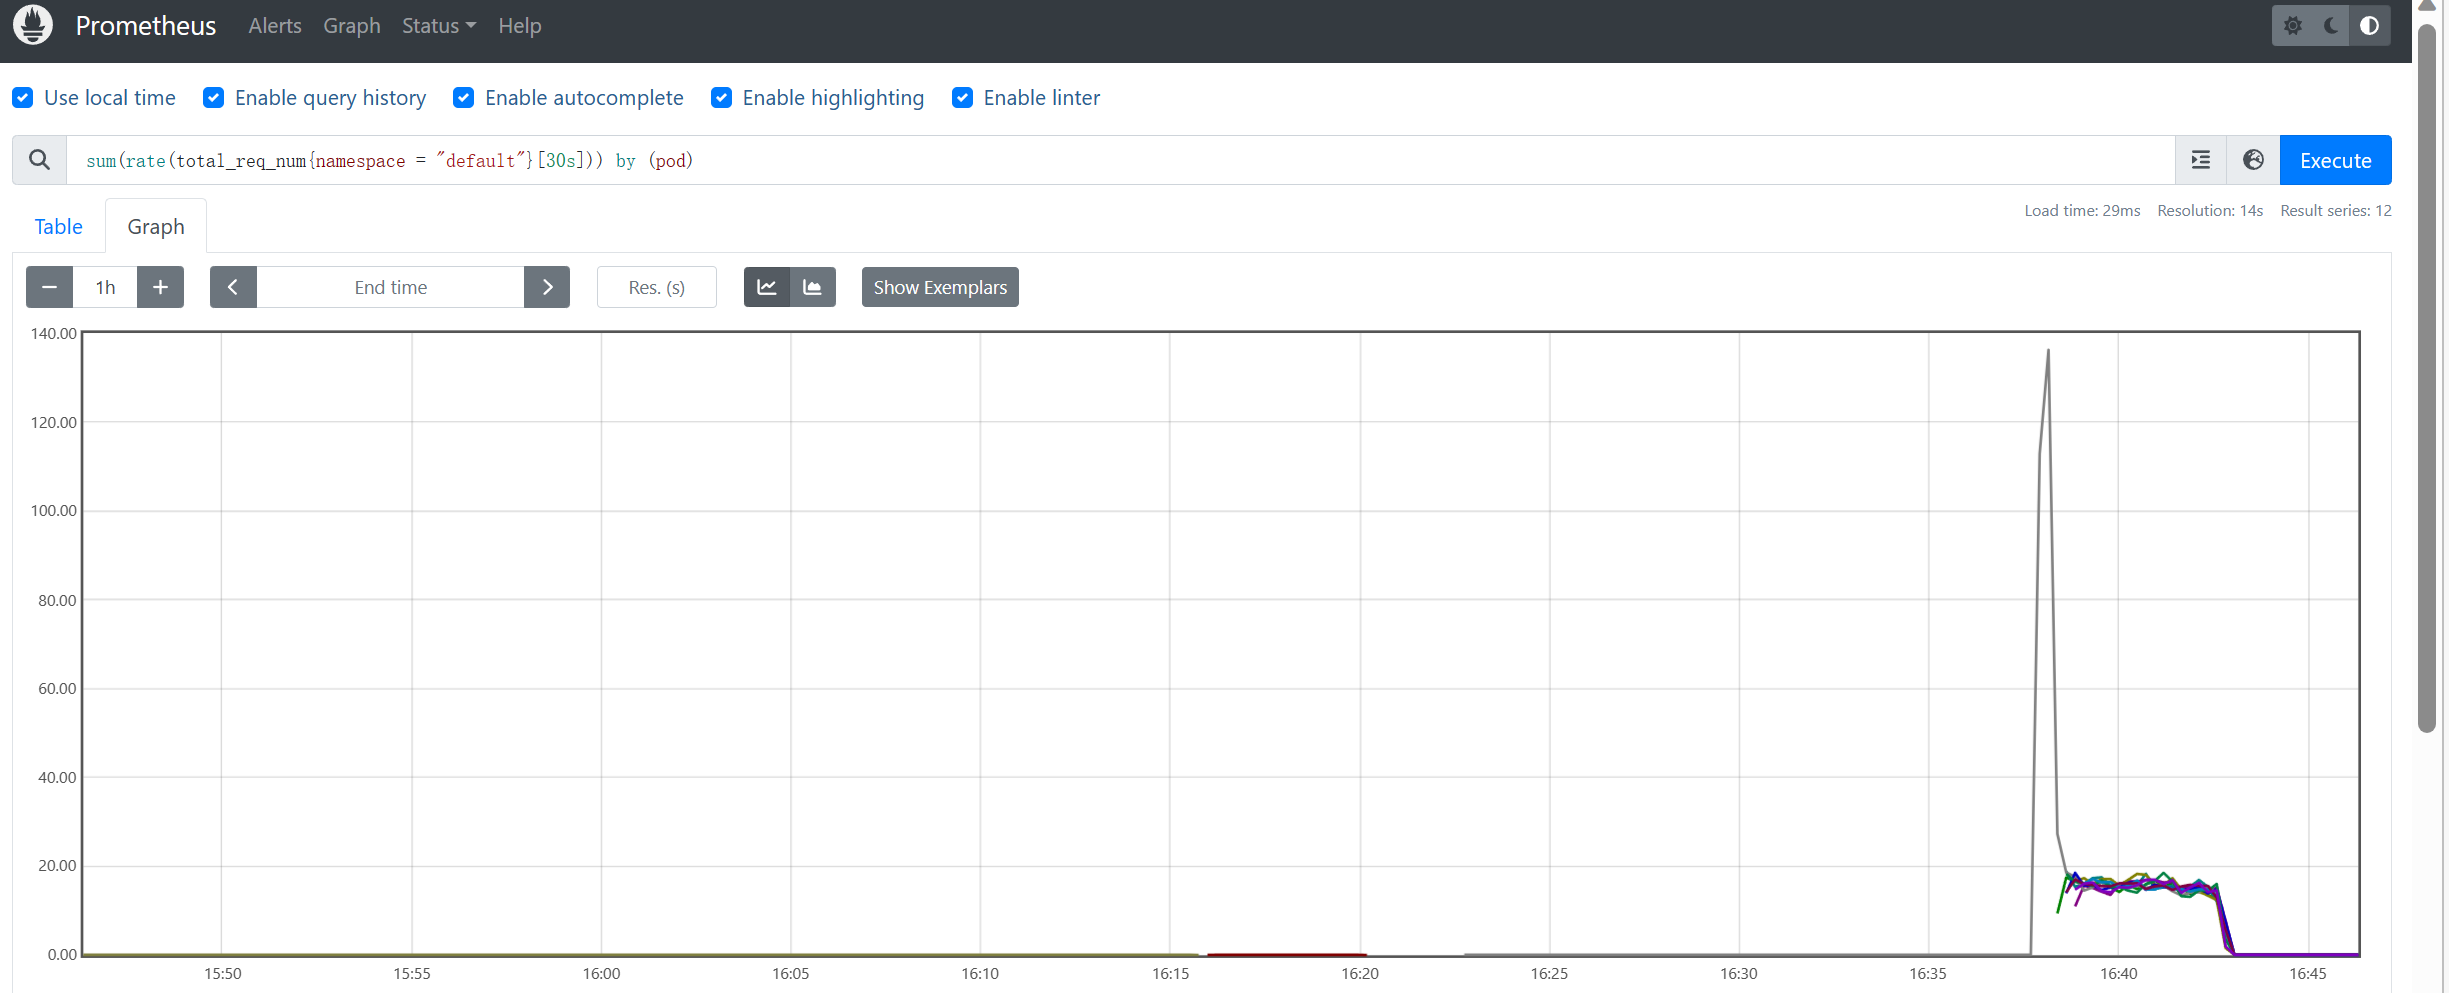 Prometheus Alerts Graph Status Help
Use local time Enable query history Enable autocomplete Enable highlighting Enable linter
sum(rate(total_req_num{namespace = "default"}[30s])) by (pod)
Execute
Table Graph
Load time: 29ms Resolution: 14s Result series: 12
1h End time Res. (s) Show Exemplars
140.00
120.00
100.00
80.00
60.00
40.00
20.00
0.00
15:50 15:55 16:00 16:05 16:10 16:15 16:20 16:25 16:30 16:35 16:40 16:45